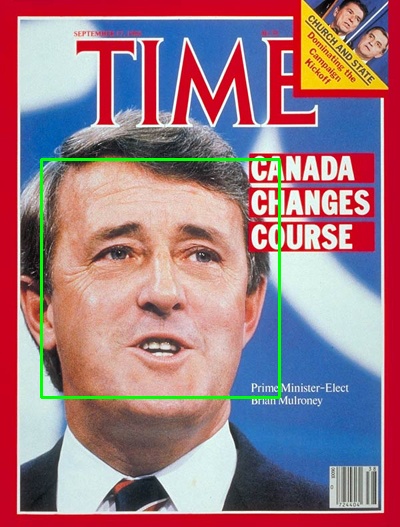 TIME
CHURCH AND STATE
Dominating the
Campaign
Kickoff
CANADA
CHANGES
COURSE
Prime Minister-Elect
Brian Mulroney